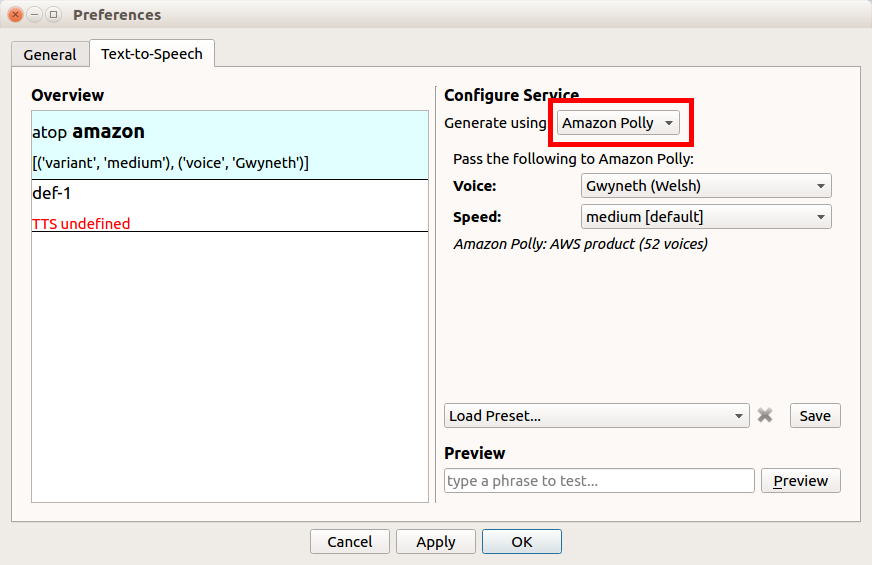 Preferences
General
Text-to-Speech
Overview
atop amazon
[('variant', 'medium'), ('voice', 'Gwyneth')]
def-1
TTS undefined
Configure Service
Generate using
Amazon Polly
Pass the following to Amazon Polly:
Voice:
Gwyneth (Welsh)
Speed:
medium [default]
Amazon Polly: AWS product (52 voices)
Load Preset...
Save
Preview
type a phrase to test...
Preview
Cancel
Apply
OK